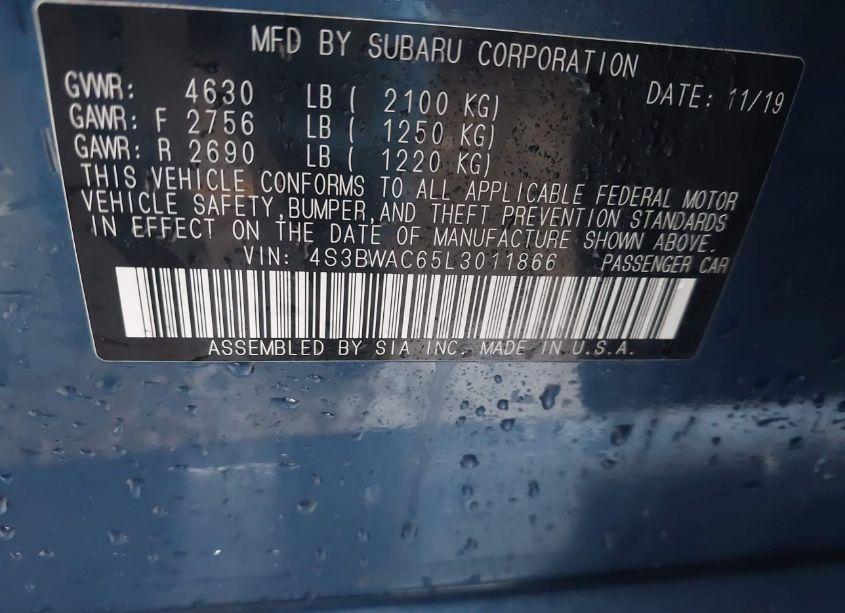 MFD BY SUBARU CORPORATION
GVWR: 4630 LB ( 2100 KG) DATE: 11/19
GAWR: F 2756 LB ( 1250 KG)
GAWR: R 2690 LB ( 1220 KG)
THIS VEHICLE CONFORMS TO ALL APPLICABLE FEDERAL MOTOR
VEHICLE SAFETY,BUMPER,AND THEFT PREVENTION STANDARDS
IN EFFECT ON THE DATE OF MANUFACTURE SHOWN ABOVE.
VIN: 4S3BWAC65L3011866 PASSENGER CAR
ASSEMBLED BY SIA INC. MADE IN U.S.A.